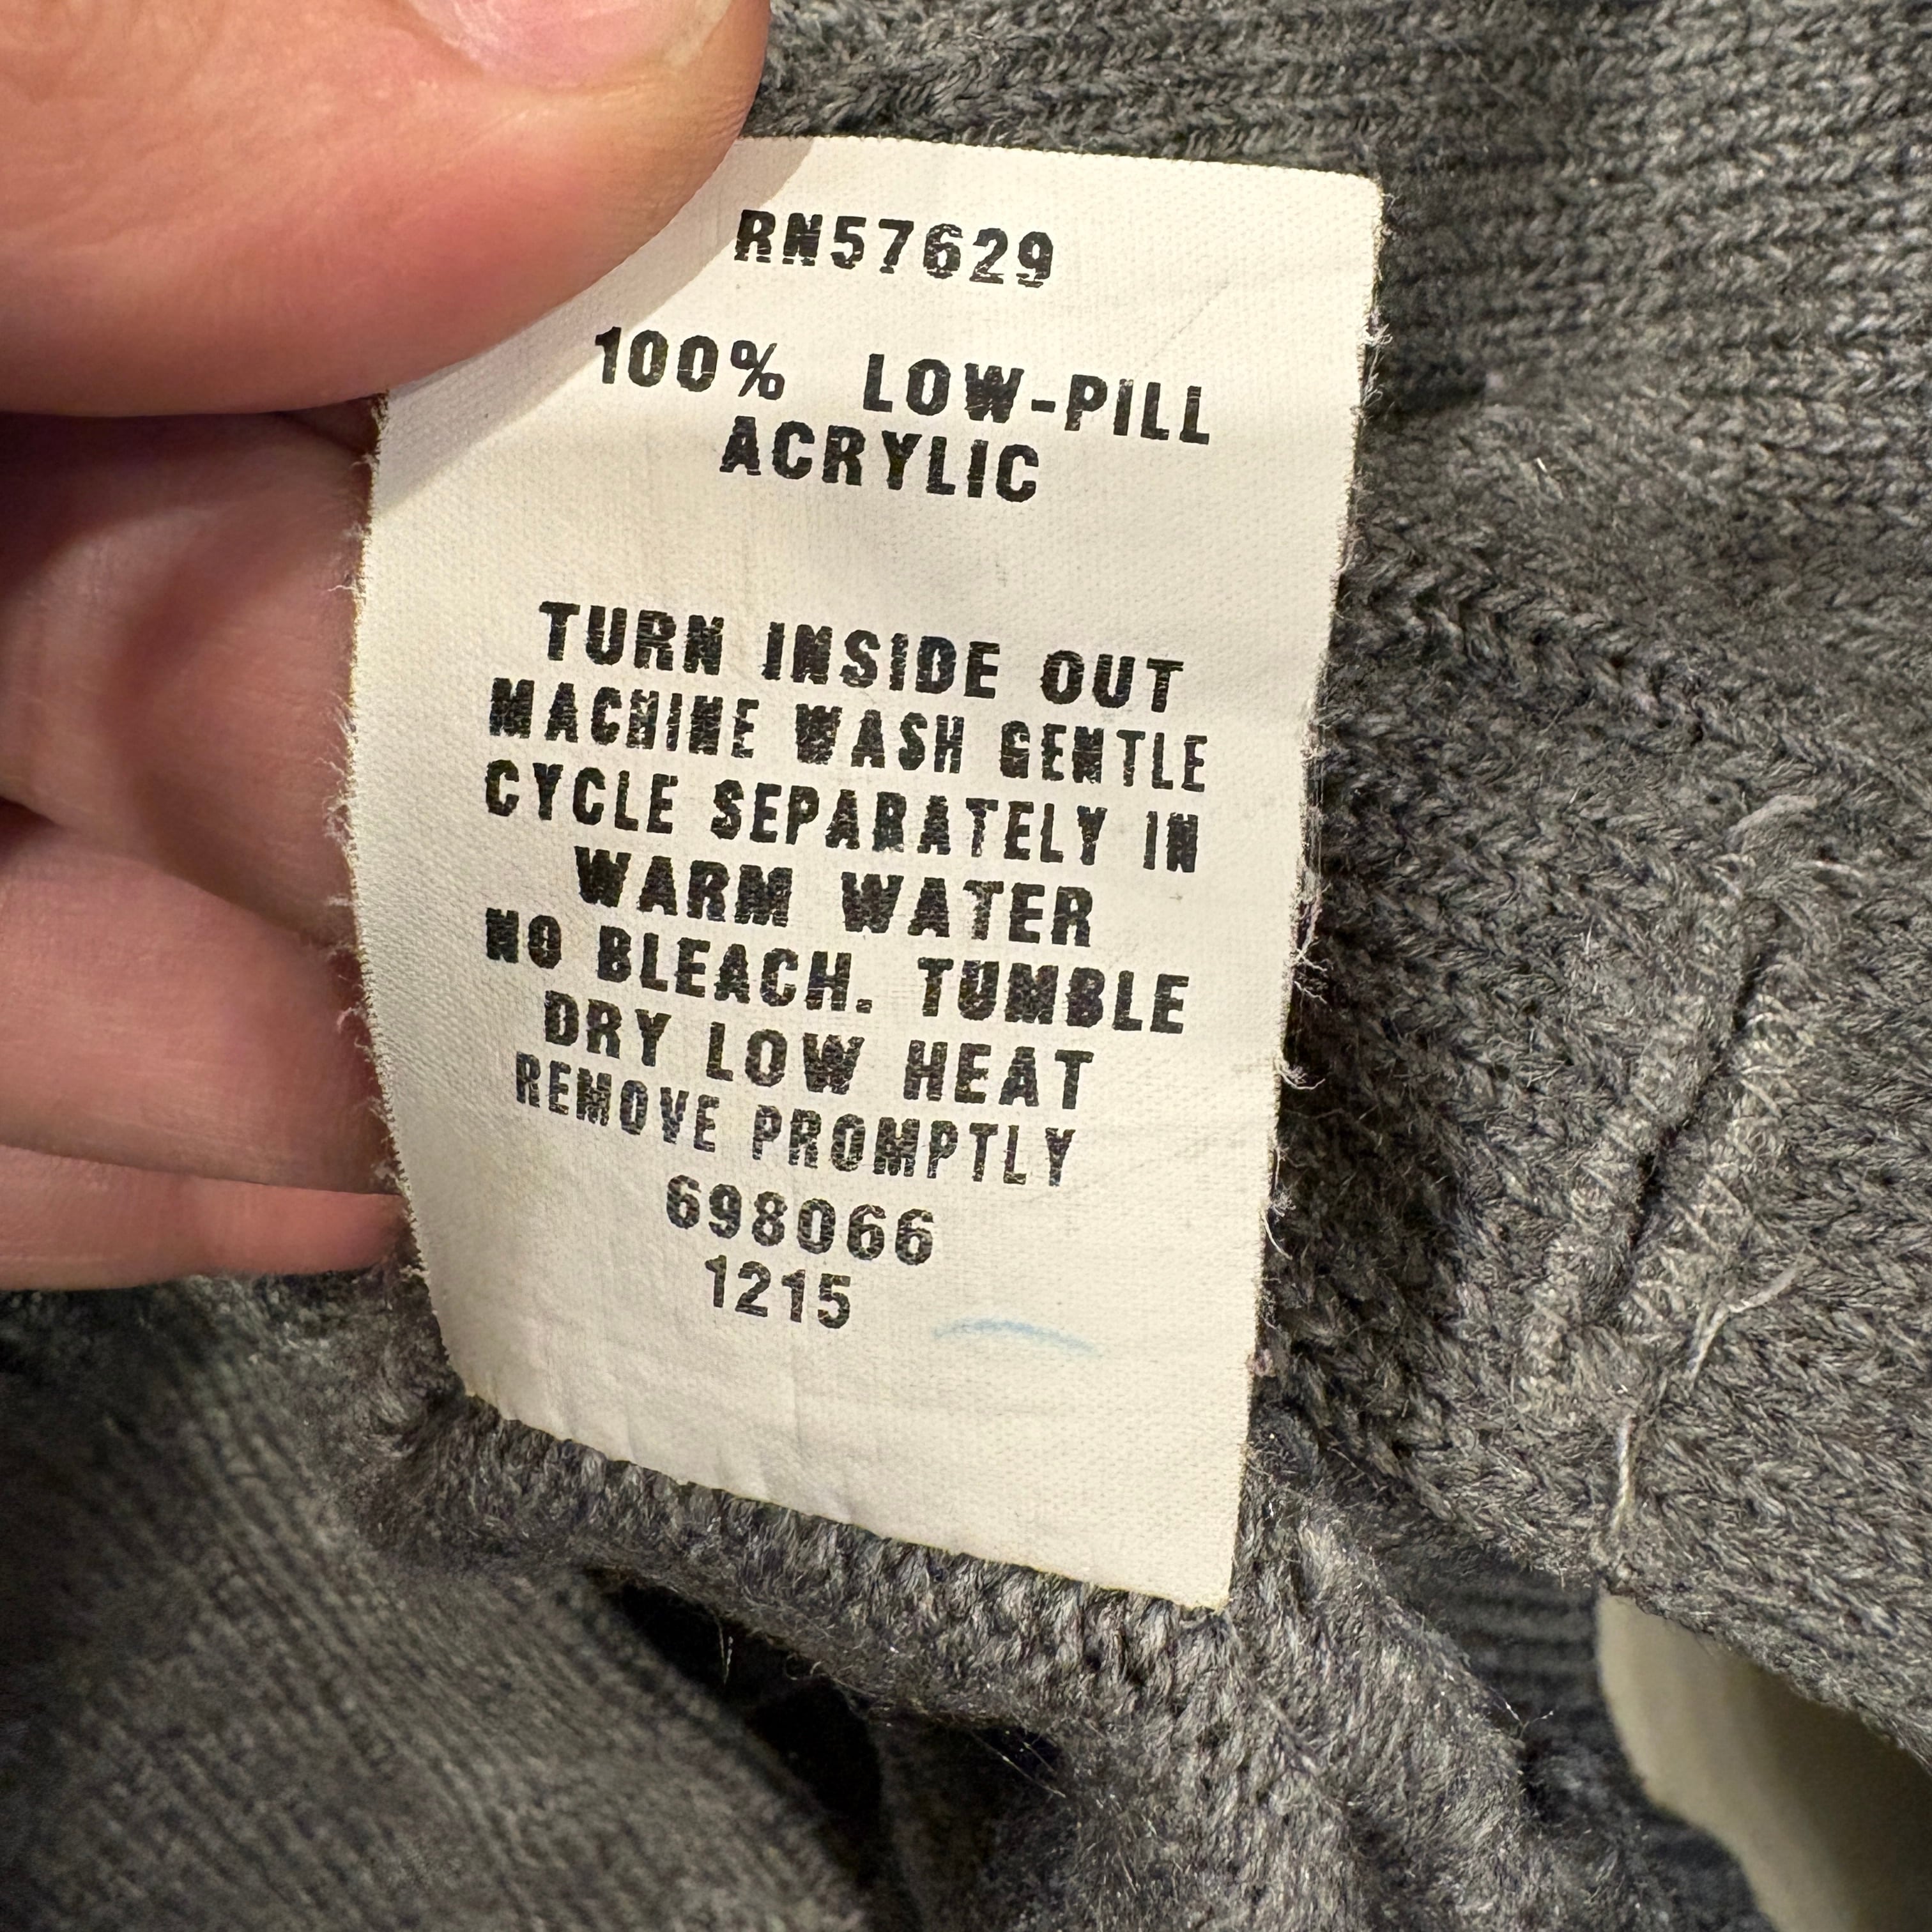 RN57629
100% LOW-PILL
ACRYLIC
TURN INSIDE OUT
MACHINE WASH GENTLE
CYCLE SEPARATELY IN
WARM WATER
NO BLEACH. TUMBLE
DRY LOW HEAT
REMOVE PROMPTLY
698066
1215